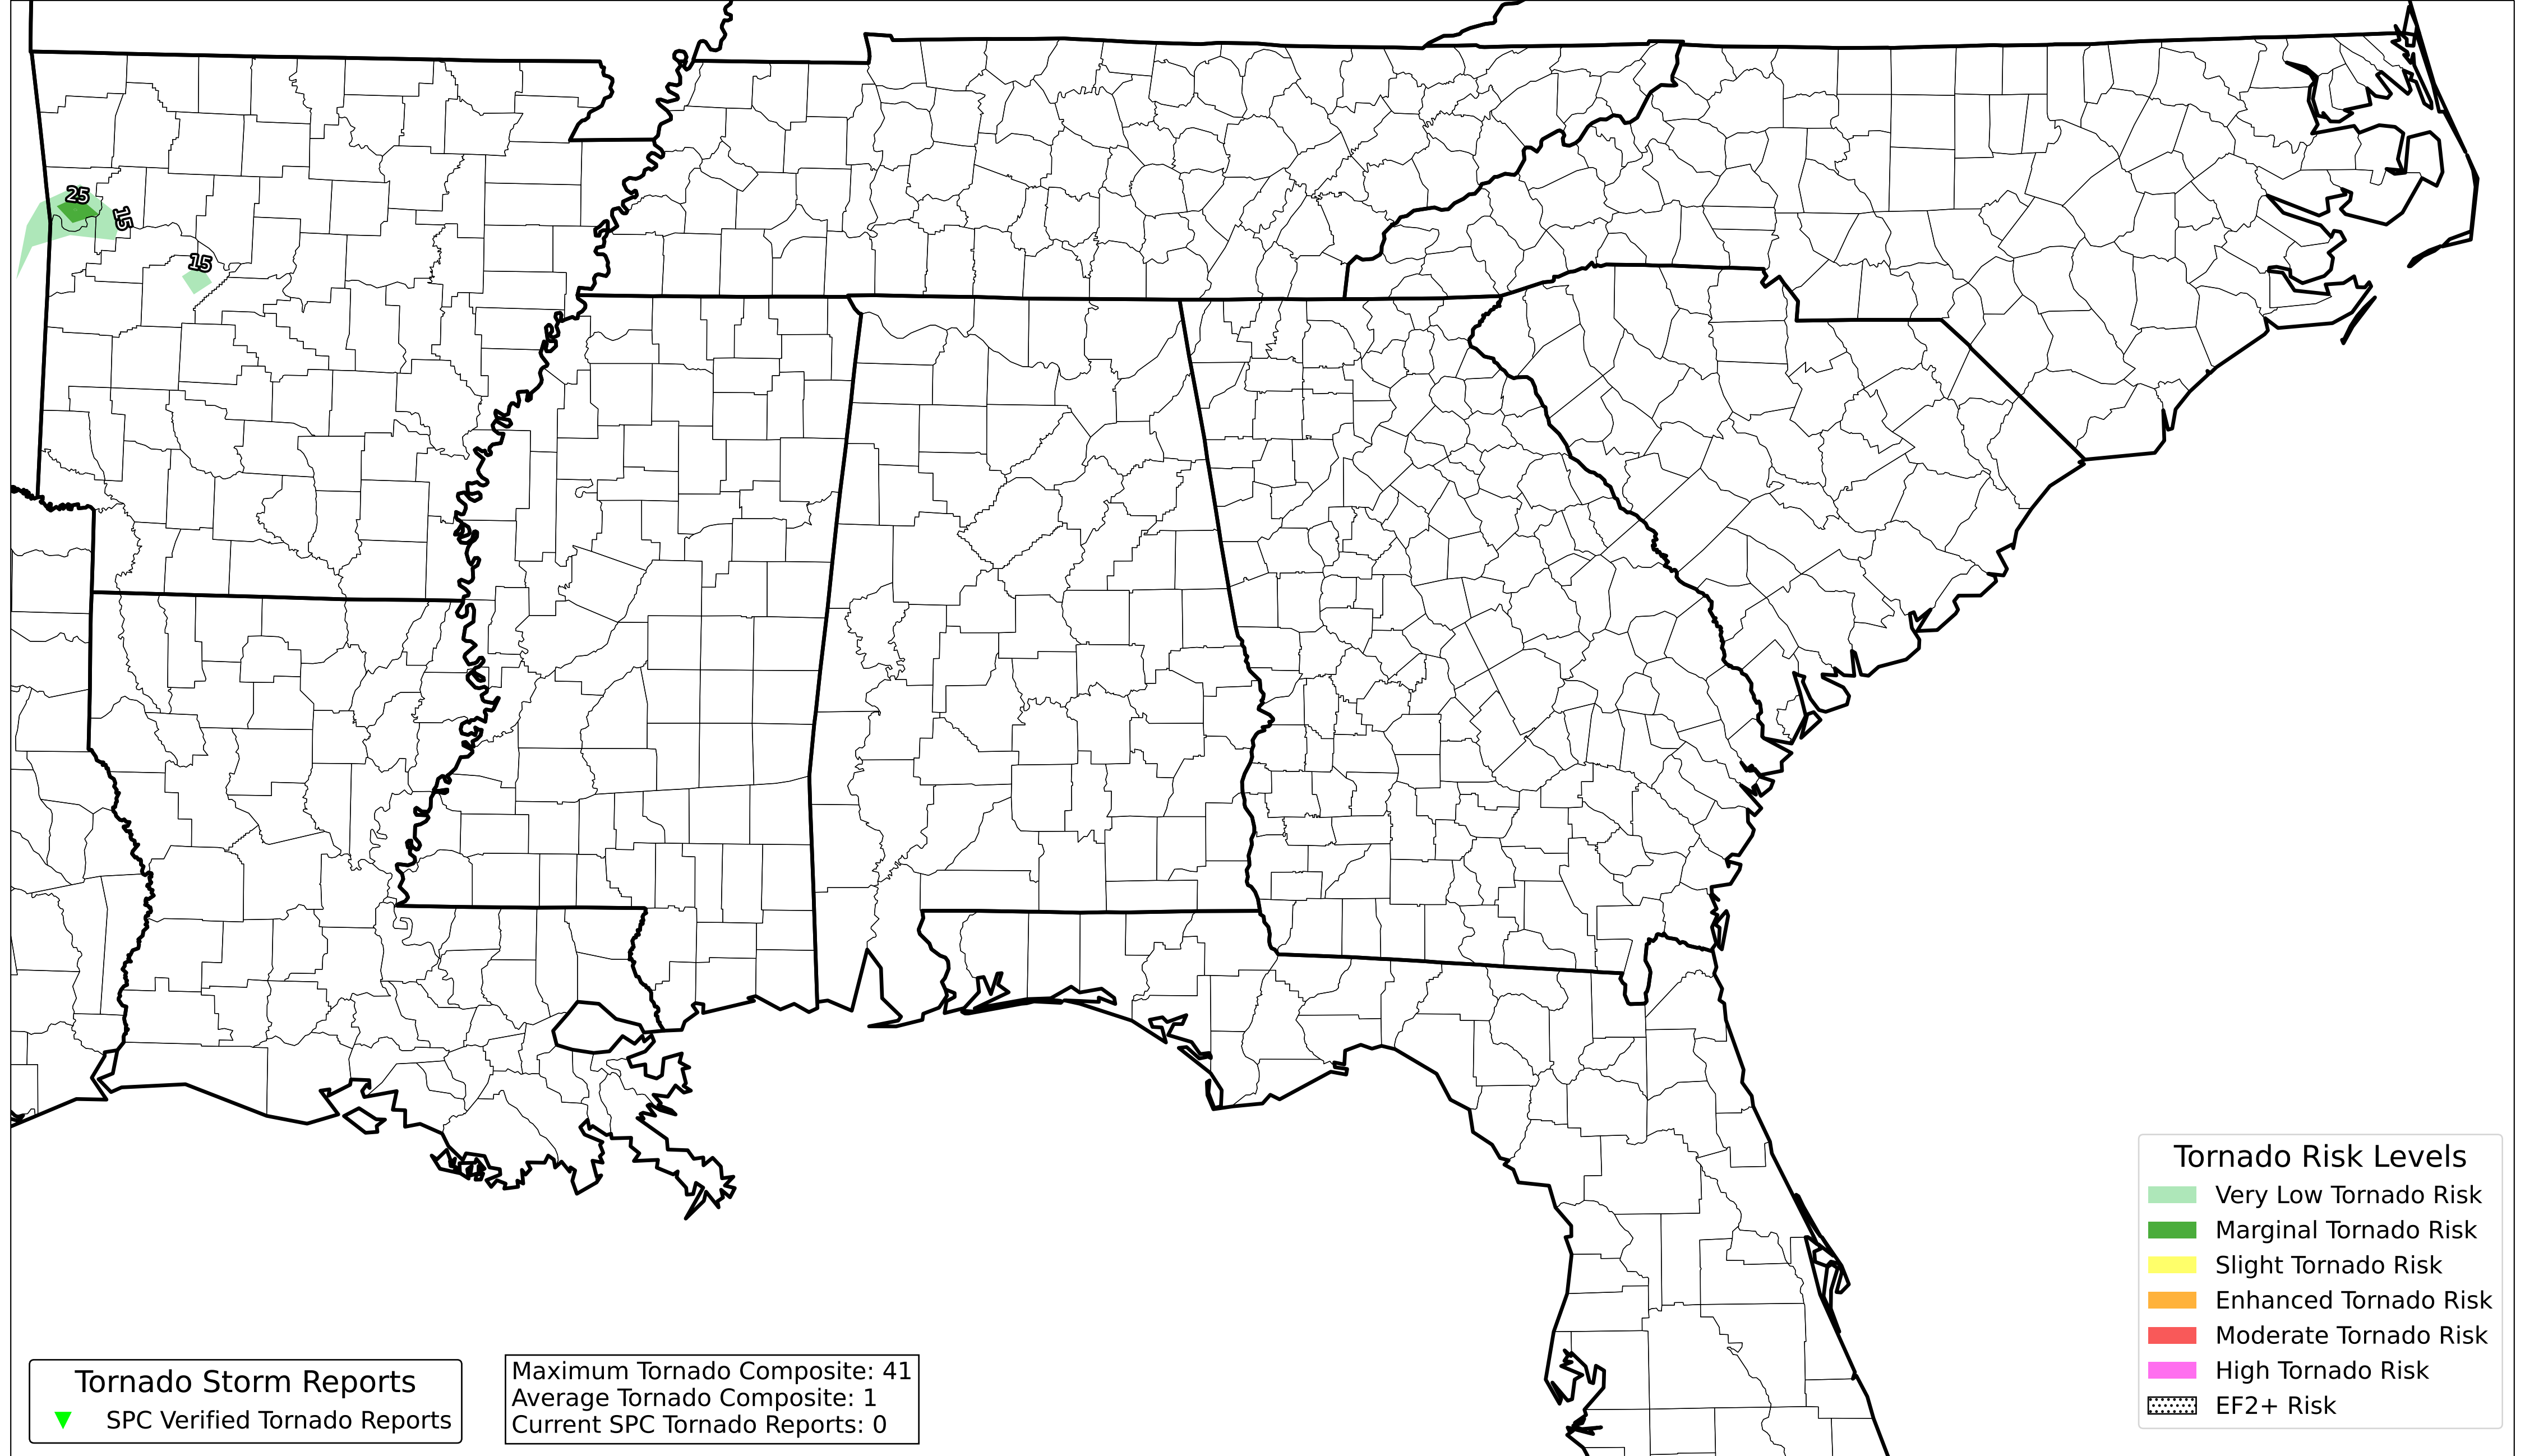 25
15
15
Tornado Risk Levels
Very Low Tornado Risk
Marginal Tornado Risk
Slight Tornado Risk
Enhanced Tornado Risk
Moderate Tornado Risk
High Tornado Risk
EF2+ Risk
Tornado Storm Reports
SPC Verified Tornado Reports
Maximum Tornado Composite: 41
Average Tornado Composite: 1
Current SPC Tornado Reports: 0